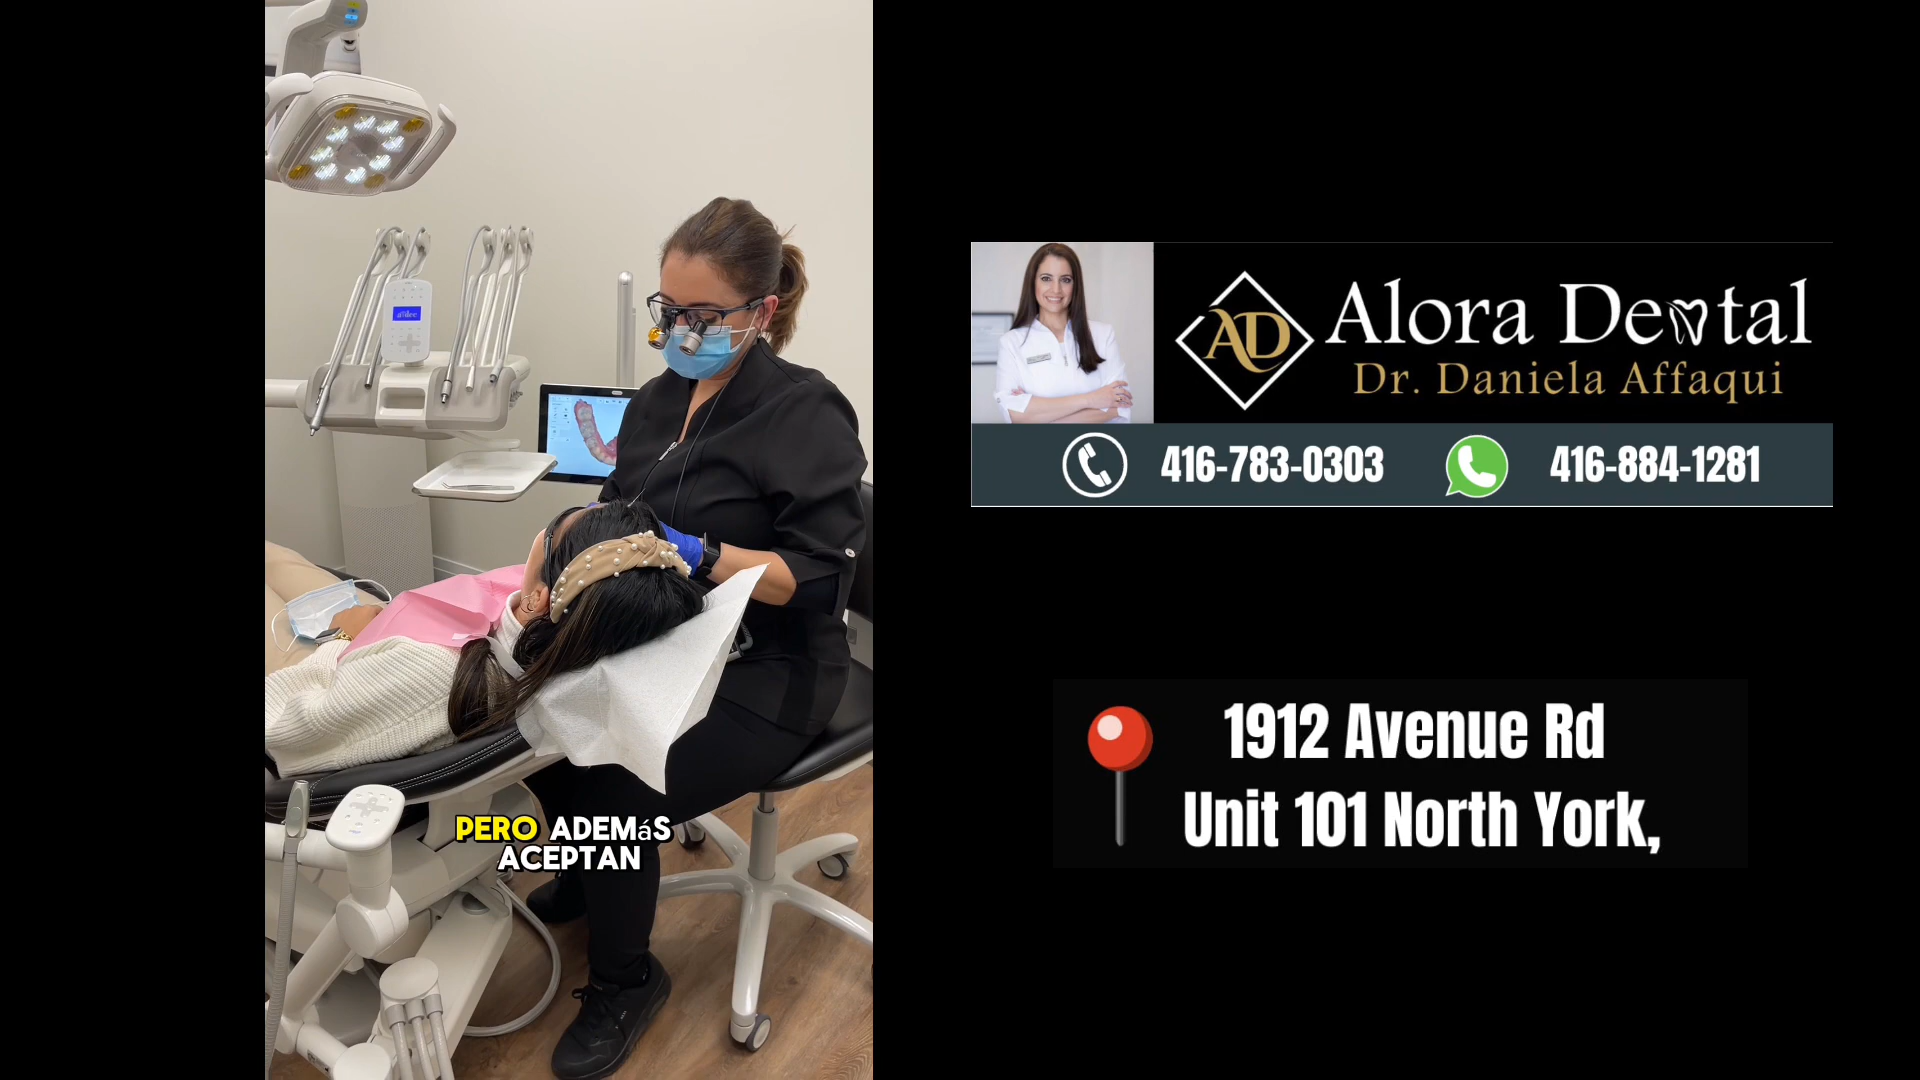 PERO ADEMáS
ACEPTAN
AD
Alora Dental
Dr. Daniela Affaqui
416-783-0303
416-884-1281
1912 Avenue Rd
Unit 101 North York,